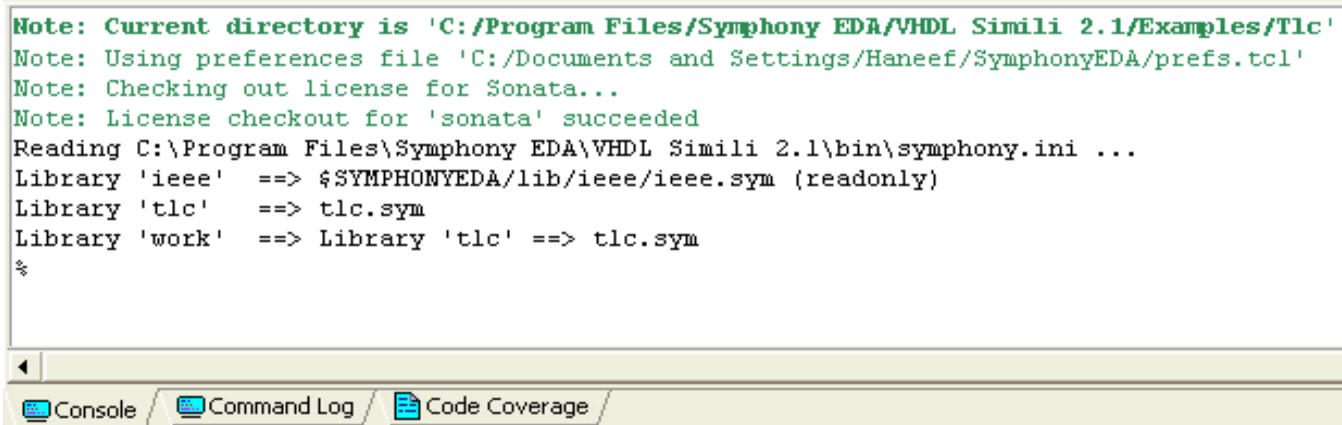 Note: Current directory is 'C:/Program Files/Symphony EDA/VHDL Simili 2.1/Examples/Tlc'
Note: Using preferences file 'C:/Documents and Settings/Haneef/SymphonyEDA/prefs.tcl'
Note: Checking out license for Sonata...
Note: License checkout for 'sonata' succeeded
Reading C:\Program Files\Symphony EDA\VHDL Simili 2.1\bin\symphony.ini ...
Library 'ieee'  ==> $SYMPHONYEDA/lib/ieee/ieee.sym (readonly)
Library 'tlc'   ==> tlc.sym
Library 'work'  ==> Library 'tlc' ==> tlc.sym
%
Console / Command Log / Code Coverage /